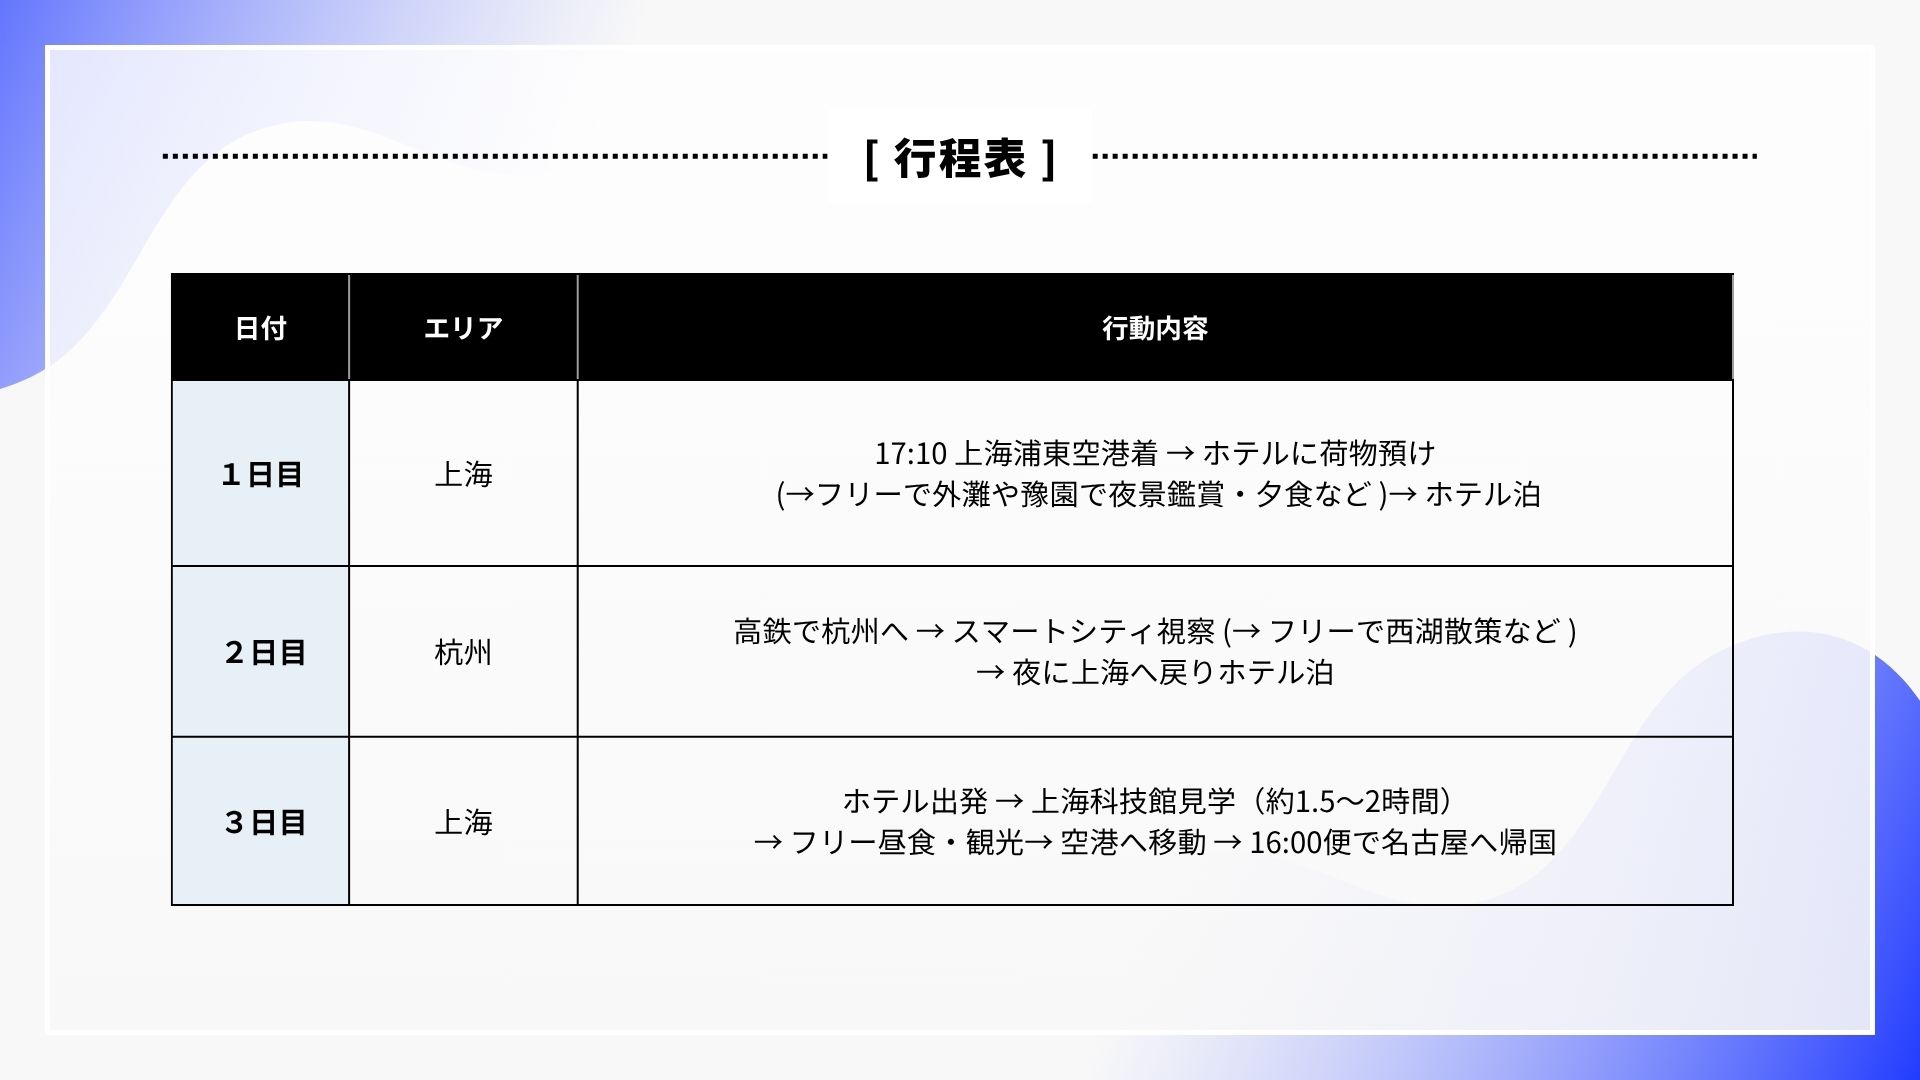 [ 行程表 ]
日付 エリア 行動内容
１日目 上海
17:10 上海浦東空港着 → ホテルに荷物預け
(→フリーで外灘や豫園で夜景鑑賞・夕食など )→ ホテル泊
２日目 杭州
高鉄で杭州へ → スマートシティ視察 (→ フリーで西湖散策など )
→ 夜に上海へ戻りホテル泊
３日目 上海
ホテル出発 → 上海科技館見学（約1.5〜2時間）
→ フリー昼食・観光→ 空港へ移動 → 16:00便で名古屋へ帰国